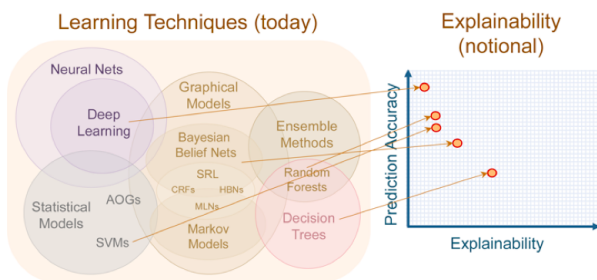 Learning Techniques (today)
Explainability
(notional)
Neural Nets
Deep
Learning
Graphical
Models
Bayesian
Belief Nets
SRL
CRFs
HBNs
MLNs
Markov
Models
Ensemble
Methods
Random
Forests
Decision
Trees
Statistical
Models
AOGs
SVMs
Prediction Accuracy
Explainability